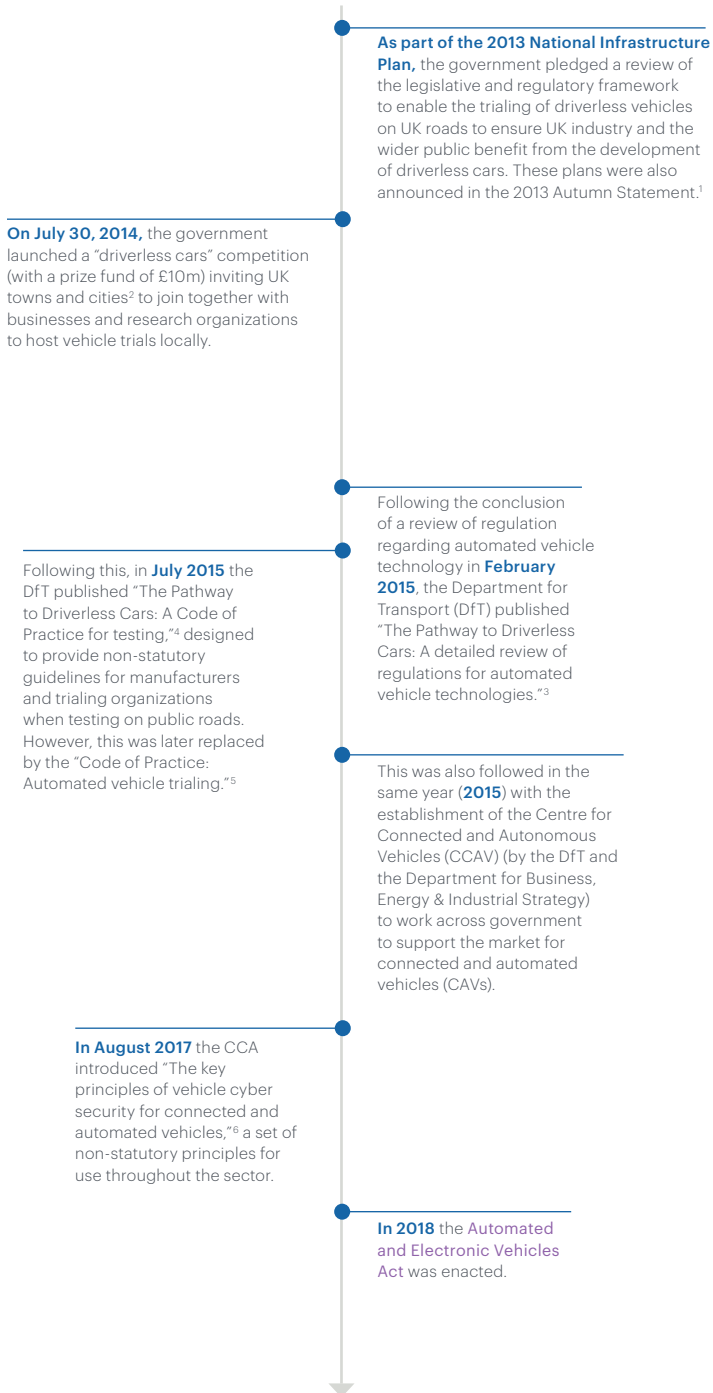 As part of the 2013 National Infrastructure
Plan, the government pledged a review of
the legislative and regulatory framework
to enable the trialing of driverless vehicles
on UK roads to ensure UK industry and the
wider public benefit from the development
of driverless cars. These plans were also
announced in the 2013 Autumn Statement.¹
On July 30, 2014, the government
launched a “driverless cars” competition
(with a prize fund of £10m) inviting UK
towns and cities² to join together with
businesses and research organizations
to host vehicle trials locally.
Following the conclusion
of a review of regulation
regarding automated vehicle
technology in February
2015, the Department for
Transport (DfT) published
“The Pathway to Driverless
Cars: A detailed review of
regulations for automated
vehicle technologies.”³
Following this, in July 2015 the
DfT published “The Pathway
to Driverless Cars: A Code of
Practice for testing,”⁴ designed
to provide non-statutory
guidelines for manufacturers
and trialing organizations
when testing on public roads.
However, this was later replaced
by the “Code of Practice:
Automated vehicle trialing.”⁵
This was also followed in the
same year (2015) with the
establishment of the Centre for
Connected and Autonomous
Vehicles (CCAV) (by the DfT and
the Department for Business,
Energy & Industrial Strategy)
to work across government
to support the market for
connected and automated
vehicles (CAVs).
In August 2017 the CCA
introduced “The key
principles of vehicle cyber
security for connected and
automated vehicles,”⁶ a set of
non-statutory principles for
use throughout the sector.
In 2018 the Automated
and Electronic Vehicles
Act was enacted.